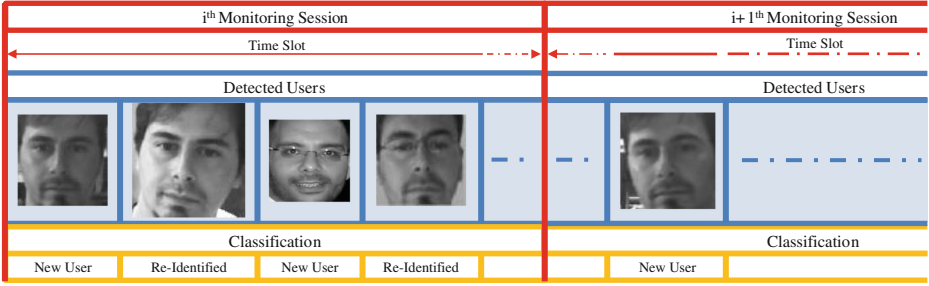 ith Monitoring Session
i+1th Monitoring Session
Time Slot
Time Slot
Detected Users
Detected Users
Classification
Classification
New User
Re-Identified
New User
Re-Identified
New User